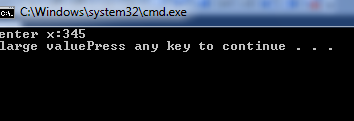 C:\Windows\system32\cmd.exe
enter x:345
large valuePress any key to continue . . .